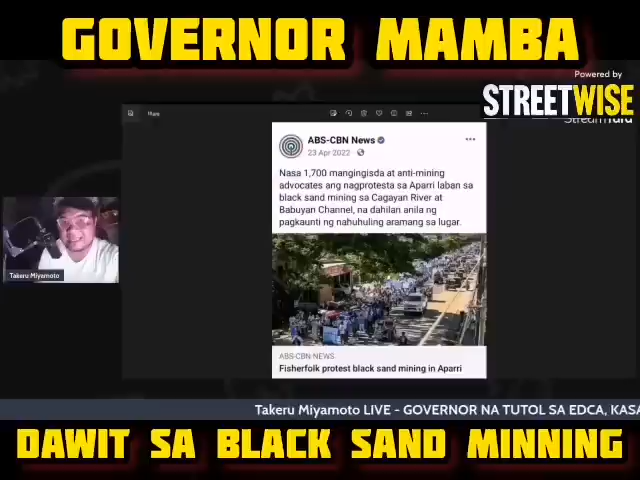 GOVERNOR MAMBA
Powered by
STREETWISE
ABS-CBN News
23 Apr 2022
Nasa 1,700 mangingisda at anti-mining
advocates ang nagprotesta sa Aparri laban sa
black sand mining sa Cagayan River at
Babuyan Channel, na dahilan anila ng
pagkaunti ng nahuhuling aramang sa lugar.
Takeru Miyamoto
ABS-CBN NEWS
Fisherfolk protest black sand mining in Aparri
Takeru Miyamoto LIVE - GOVERNOR NA TUTOL SA EDCA, KASA
DAWIT SA BLACK SAND MINNING